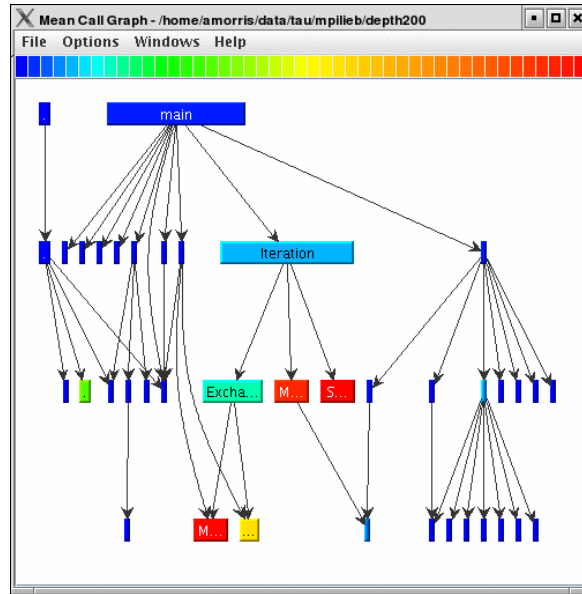 Mean Call Graph - /home/amorris/data/tau/mpilieb/depth200
File Options Windows Help
.
main
.
Iteration
.
Excha...
M...
S...
M...
...